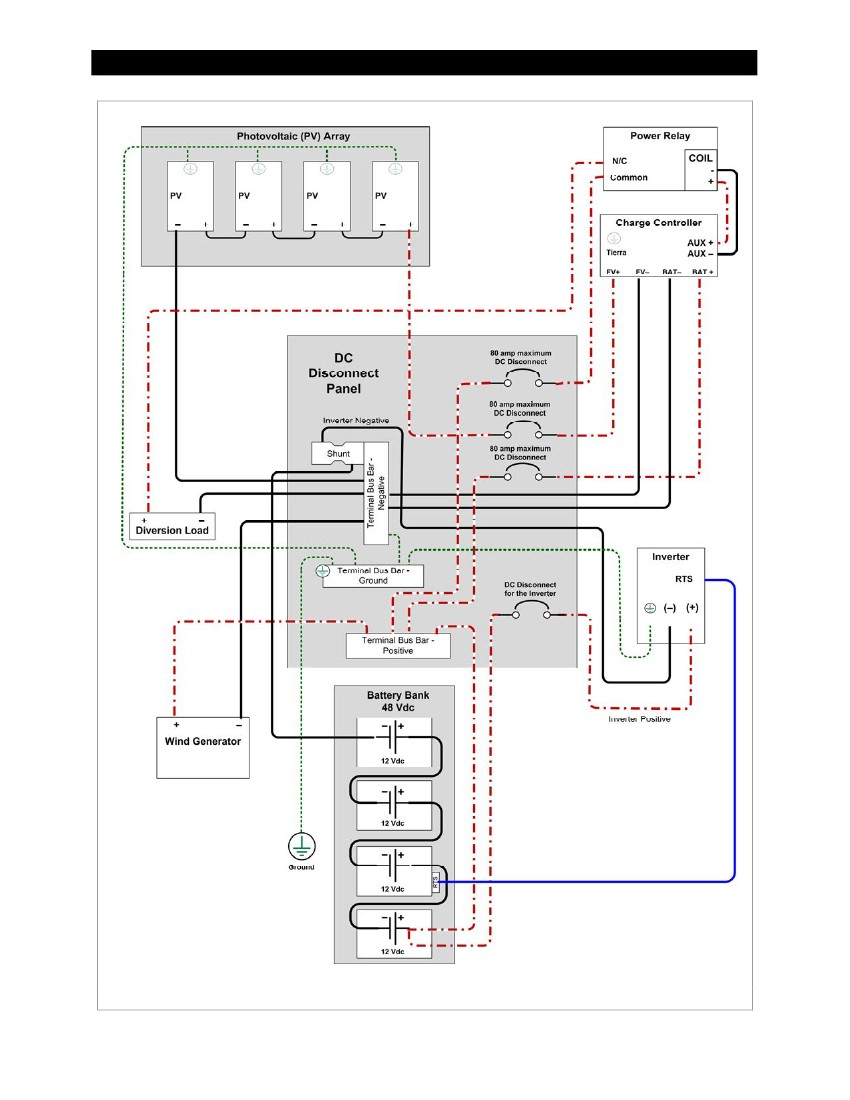 Photovoltaic (PV) Array
PV
PV
PV
PV
− +
− +
− +
− +
Power Relay
N/C
Common
COIL
-
+
Charge Controller
Tierra
AUX +
AUX –
PV+ PV– BAT– BAT +
DC
Disconnect
Panel
80 amp maximum
DC Disconnect
80 amp maximum
DC Disconnect
80 amp maximum
DC Disconnect
Inverter Negative
Shunt
Terminal Bus Bar -
Negative
+ −
Diversion Load
Terminal Bus Bar -
Ground
DC Disconnect
for the Inverter
Inverter
RTS
(–) (+)
Terminal Bus Bar -
Positive
Inverter Positive
+ −
Wind Generator
Battery Bank
48 Vdc
− +
12 Vdc
− +
12 Vdc
− +
12 Vdc
RTS
− +
12 Vdc
Ground